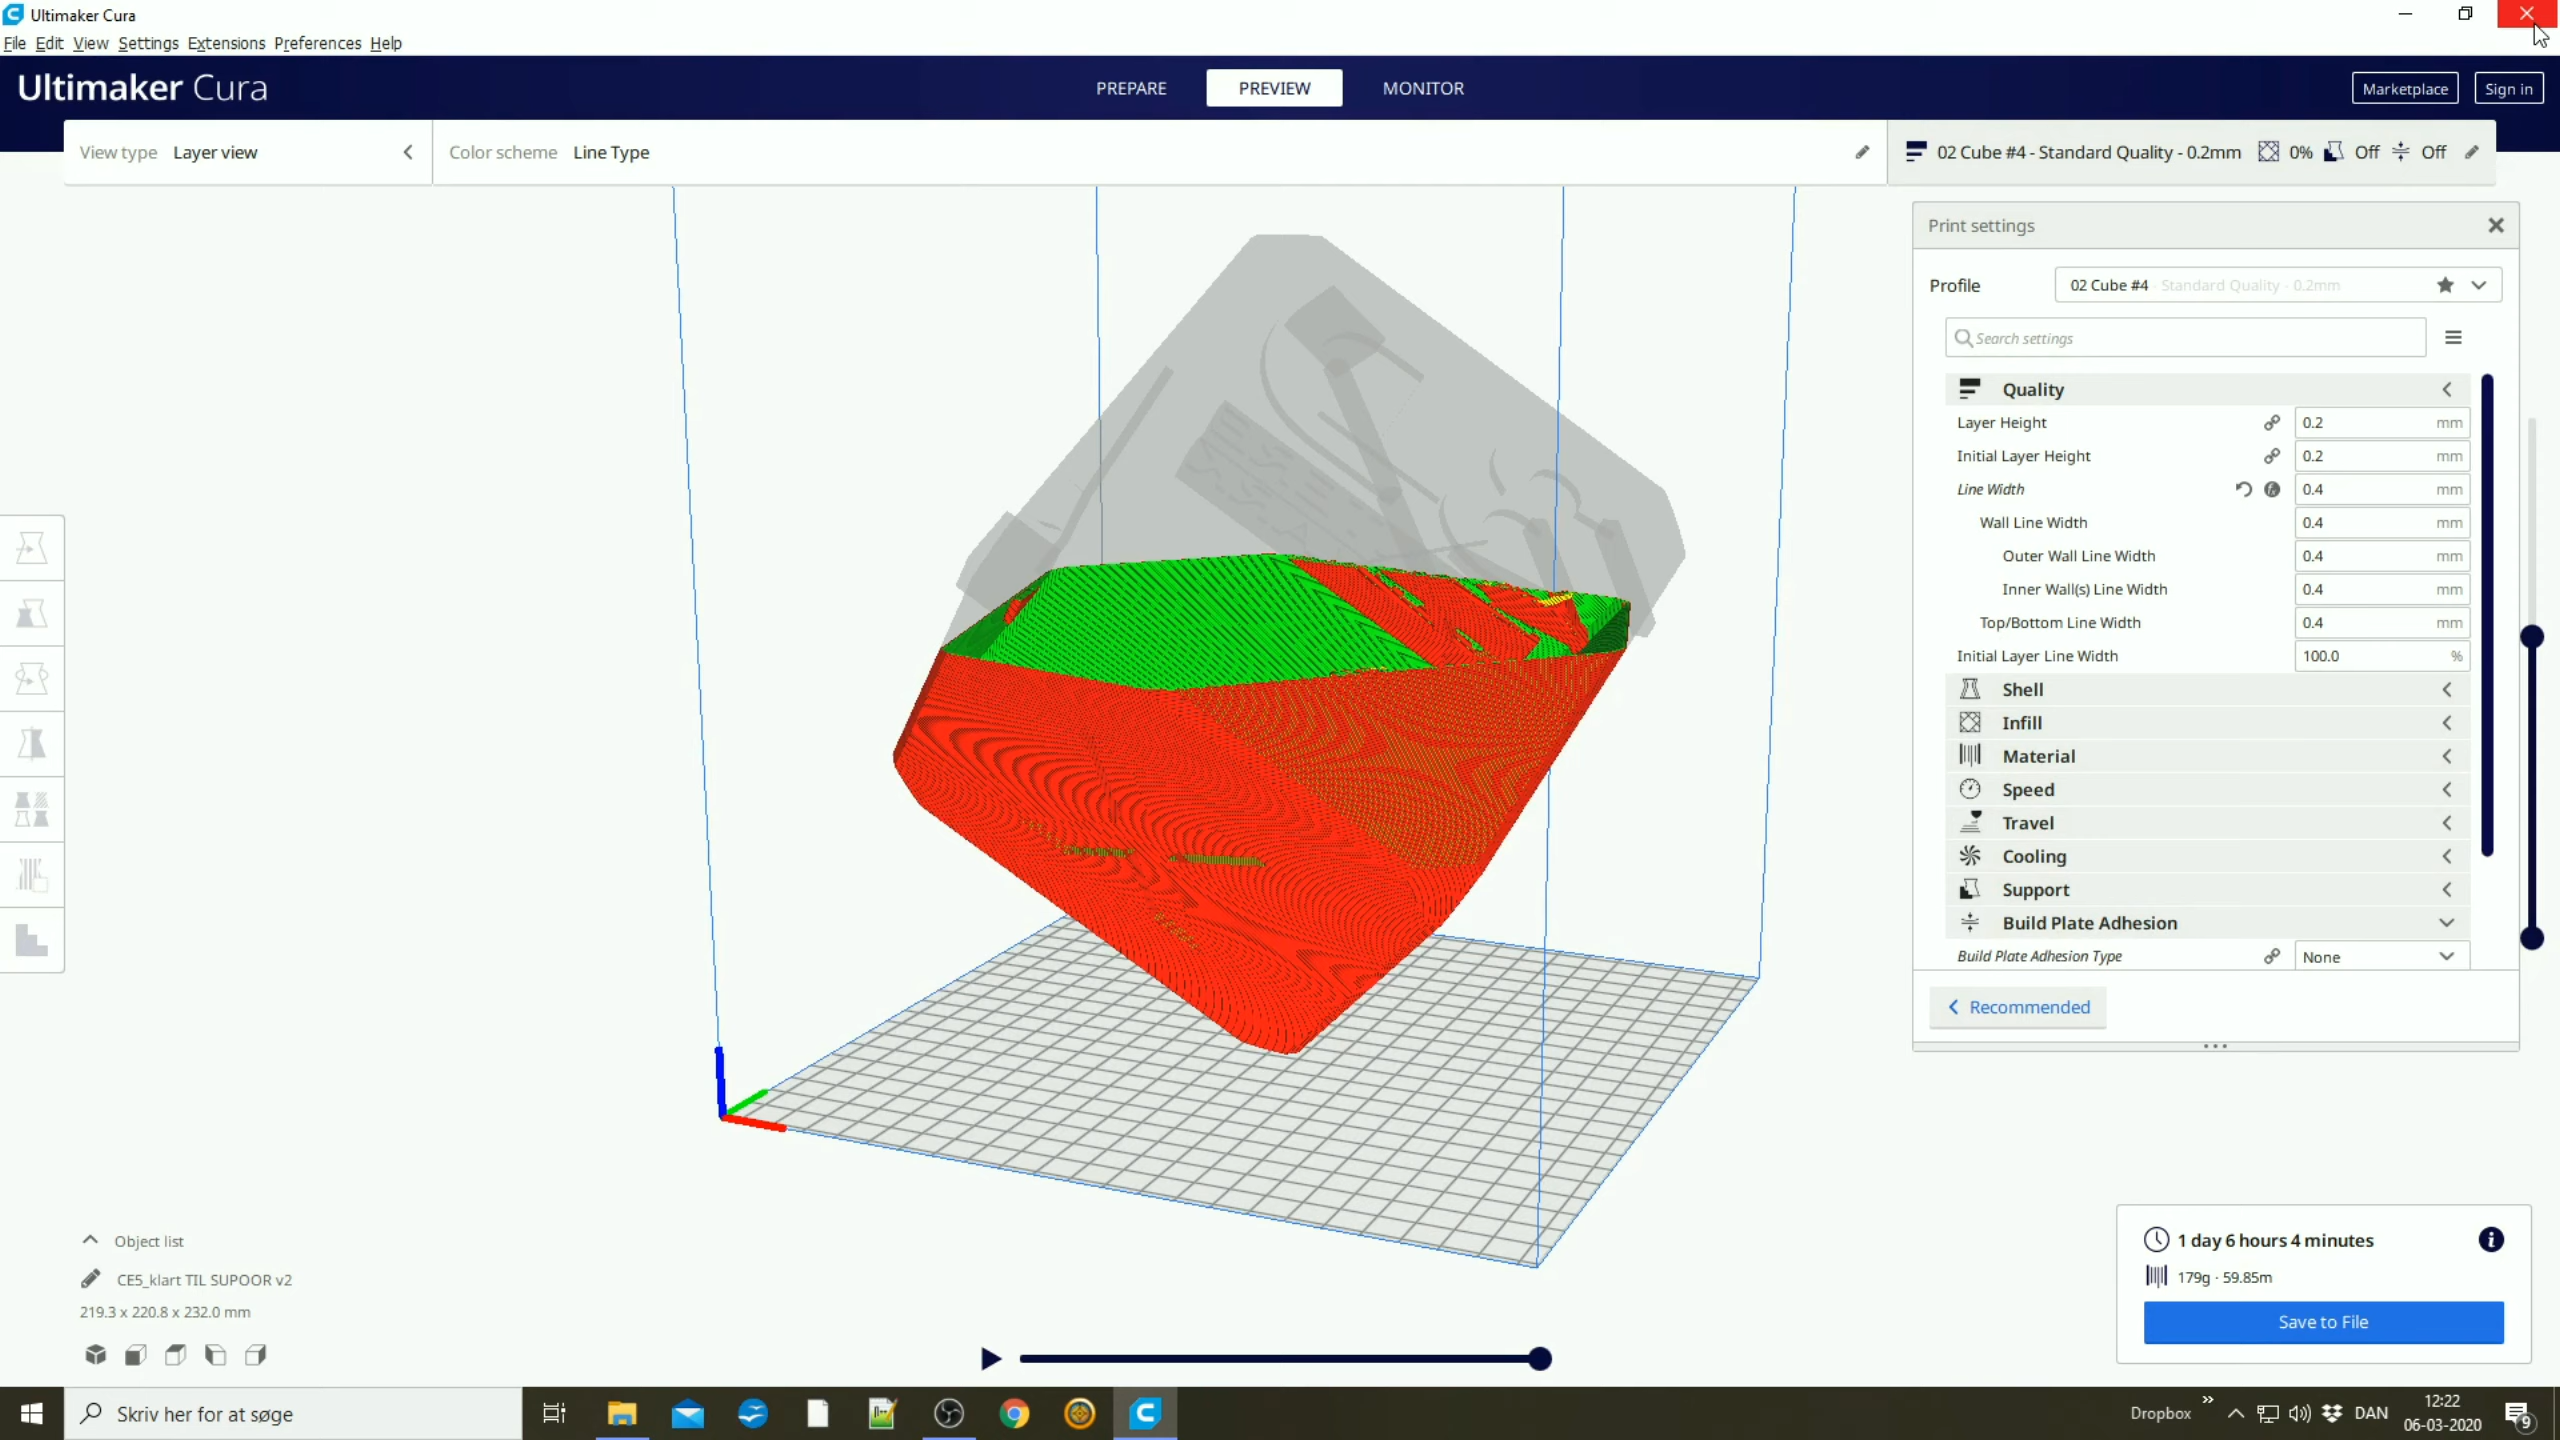 Ultimaker Cura
File Edit View Settings Extensions Preferences Help
Ultimaker Cura
PREPARE
PREVIEW
MONITOR
Marketplace
Sign in
View type Layer view
Color scheme Line Type
02 Cube #4 - Standard Quality - 0.2mm 0% Off Off
Print settings
Profile 02 Cube #4 - Standard Quality - 0.2mm
Search settings
Quality
Layer Height 0.2 mm
Initial Layer Height 0.2 mm
Line Width 0.4 mm
Wall Line Width 0.4 mm
Outer Wall Line Width 0.4 mm
Inner Wall(s) Line Width 0.4 mm
Top/Bottom Line Width 0.4 mm
Initial Layer Line Width 100.0 %
Shell
Infill
Material
Speed
Travel
Cooling
Support
Build Plate Adhesion
Build Plate Adhesion Type None
Recommended
Object list
CE5_klart TIL SUPOOR v2
219.3 x 220.8 x 232.0 mm
1 day 6 hours 4 minutes
179g · 59.85m
Save to File
Skriv her for at søge
Dropbox
DAN
12:22
06-03-2020
9